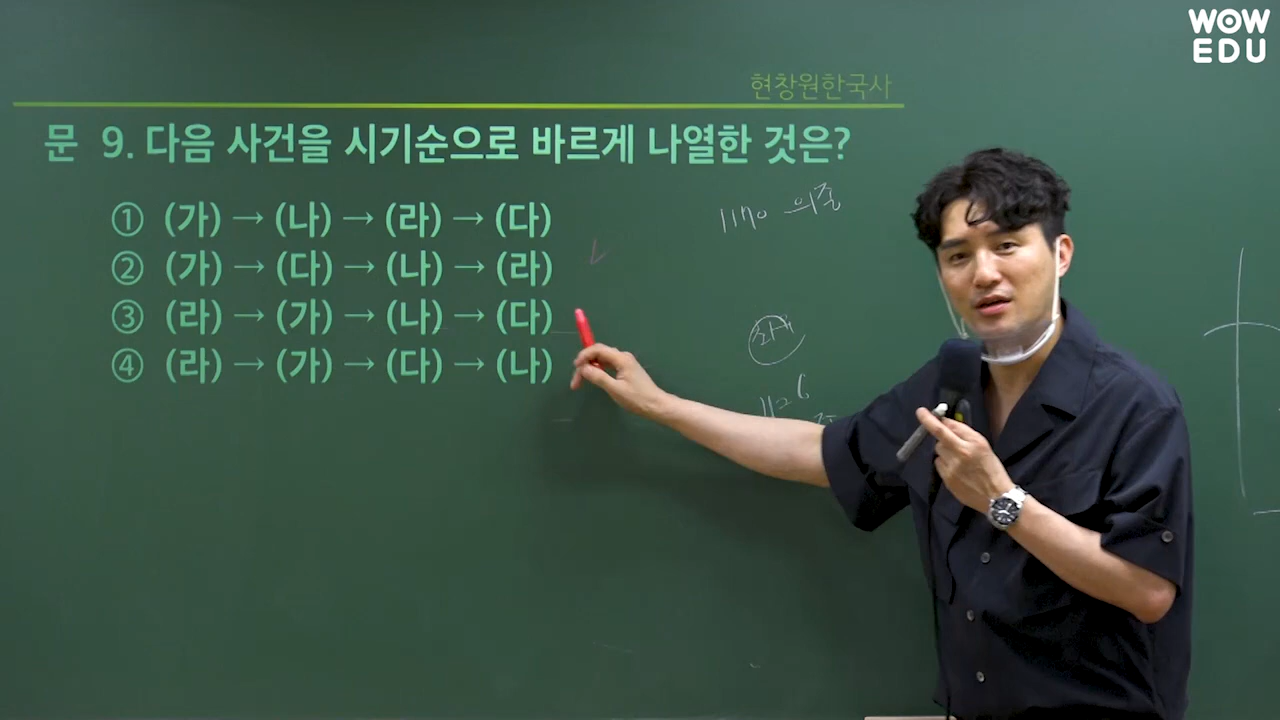 WOW
EDU
현창원한국사
문 9. 다음 사건을 시기순으로 바르게 나열한 것은?
① (가) → (나) → (라) → (다)
② (가) → (다) → (나) → (라)
③ (라) → (가) → (나) → (다)
④ (라) → (가) → (다) → (나)
1170 의종
1126